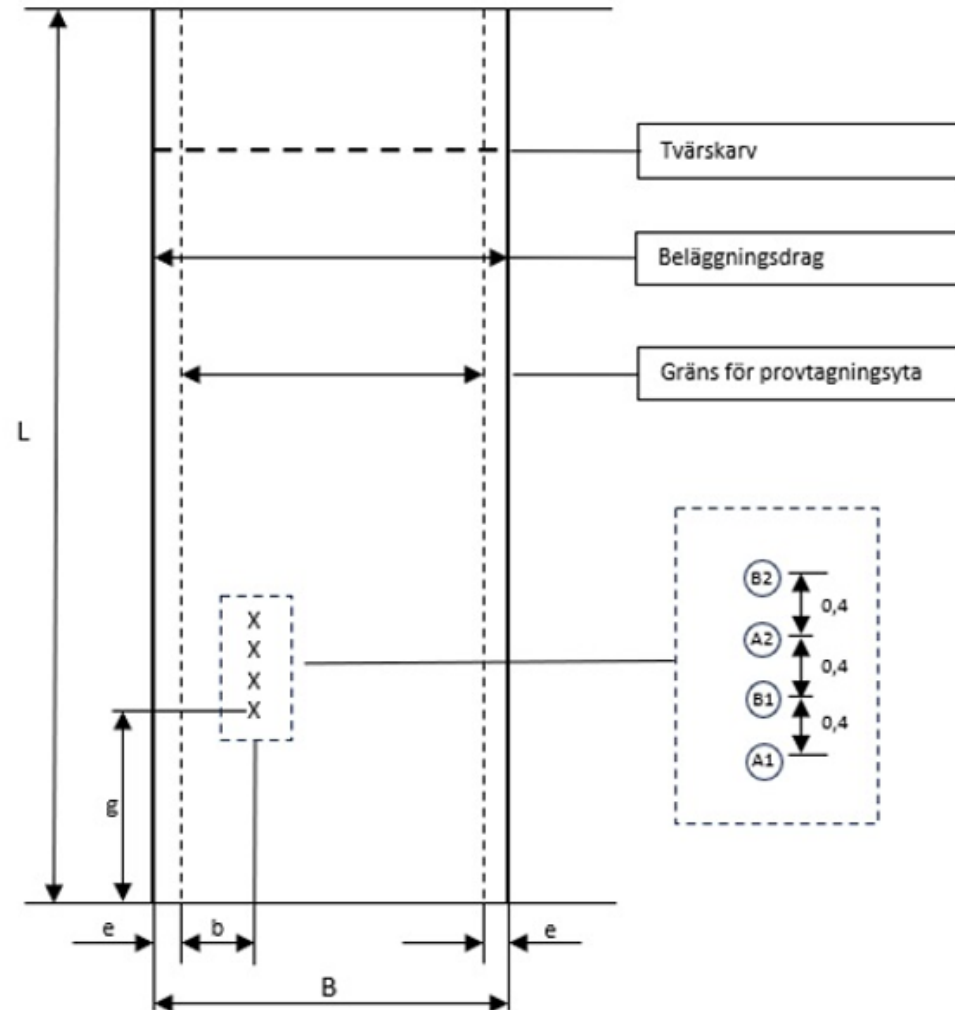 Tvärskarv
Beläggningsdrag
Gräns för provtagningsyta
L
B2
0,4
A2
X
X
0,4
X
B1
X
0,4
A1
e
b
e
B